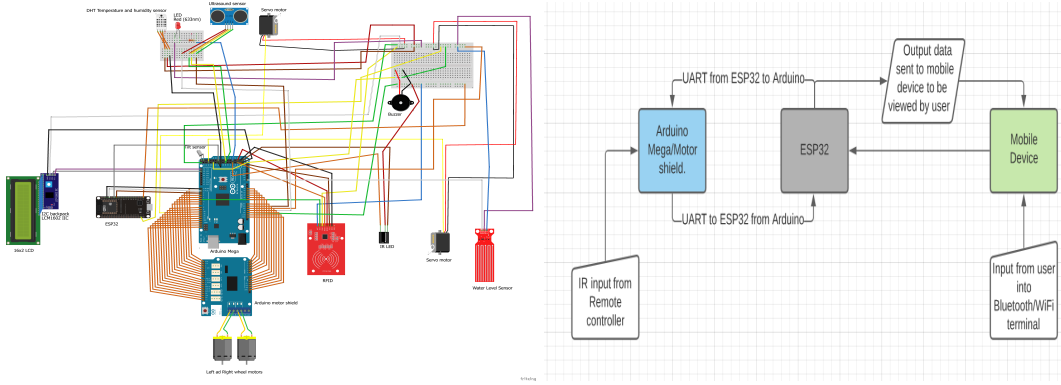 DHT Temperature and humidity sensor
LED
Red (633nm)
Ultrasound sensor
Servo motor
Buzzer
Tilt sensor
I2C backpack
LCM1602 IIC
16x2 LCD
ESP32
Arduino Mega
RFID
IR LED
Servo motor
Water Level Sensor
Arduino motor shield
Left ad Right wheel motors
fritzing
UART from ESP32 to Arduino
Output data
sent to mobile
device to be
viewed by user
Arduino
Mega/Motor
shield.
ESP32
Mobile
Device
UART to ESP32 from Arduino
IR input from
Remote
controller
Input from user
into
Bluetooth/WiFi
terminal